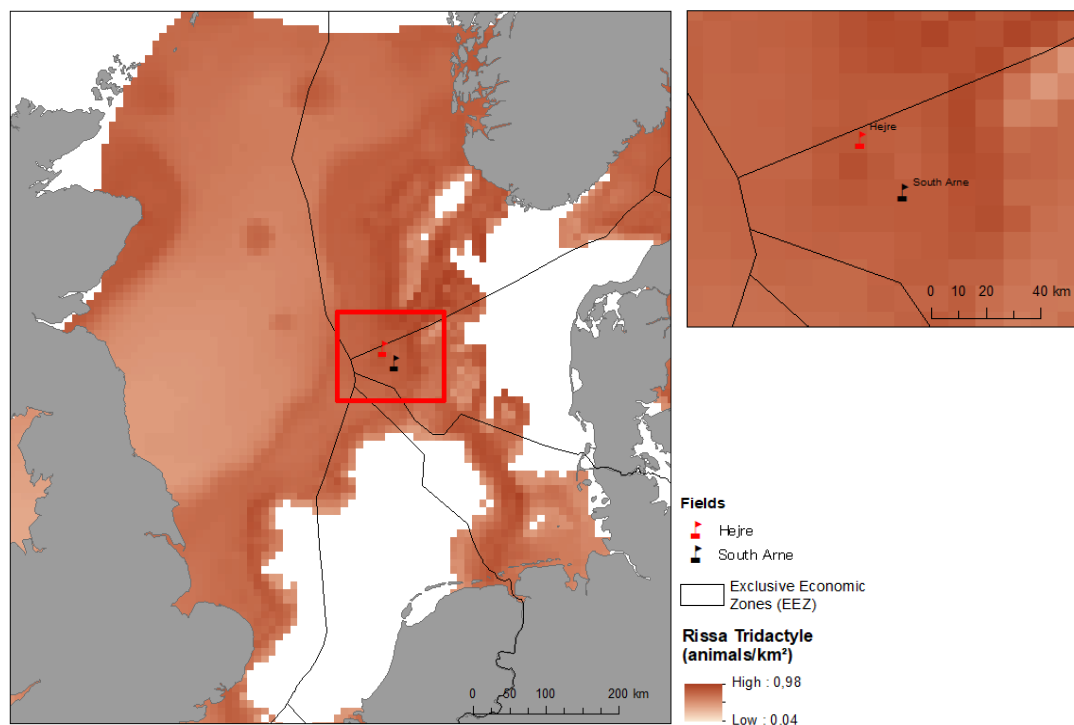 Hejre
South Arne
0 10 20 40 km
Fields
Hejre
South Arne
Exclusive Economic
Zones (EEZ)
Rissa Tridactyle
(animals/km²)
High : 0,98
Low : 0,04
0 50 100 200 km